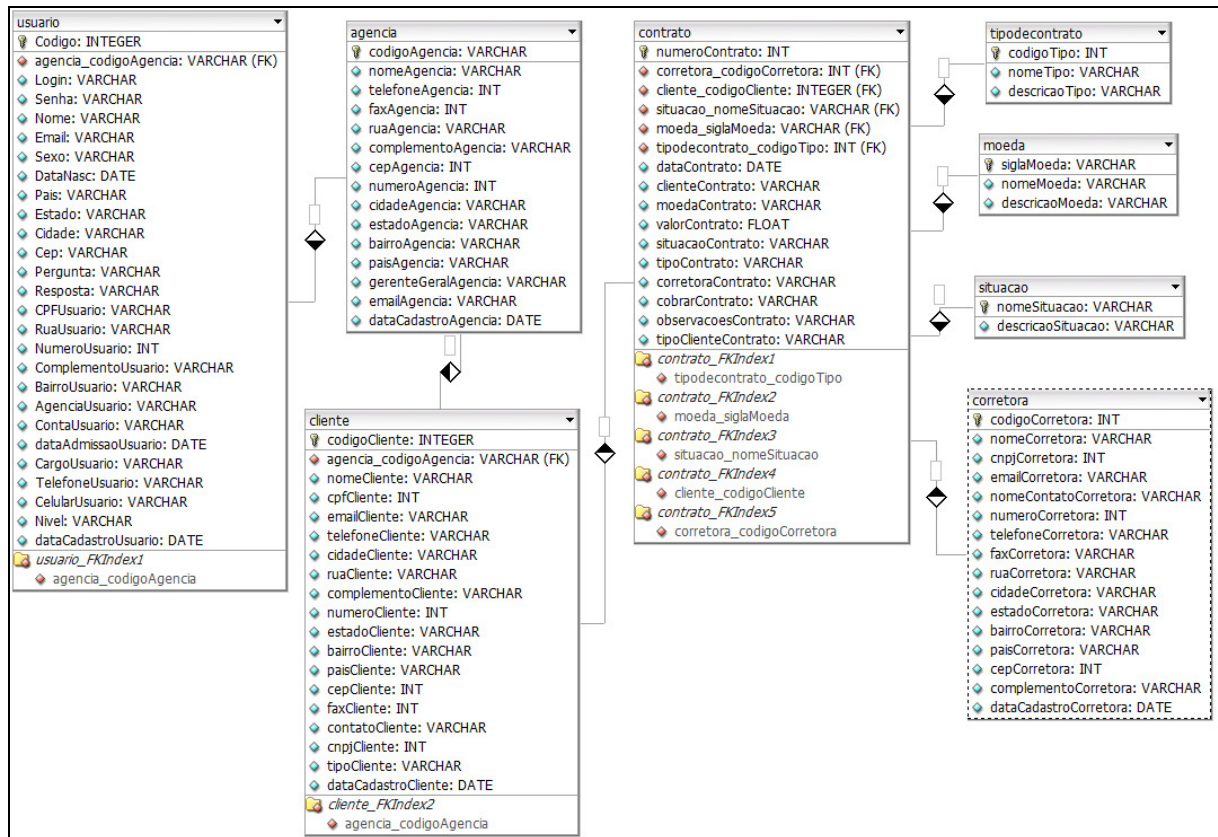 usuario
Codigo: INTEGER
agencia_codigoAgencia: VARCHAR (FK)
Login: VARCHAR
Senha: VARCHAR
Nome: VARCHAR
Email: VARCHAR
Sexo: VARCHAR
DataNasc: DATE
Pais: VARCHAR
Estado: VARCHAR
Cidade: VARCHAR
Cep: VARCHAR
Pergunta: VARCHAR
Resposta: VARCHAR
CPFUsuario: VARCHAR
RuaUsuario: VARCHAR
NumeroUsuario: INT
ComplementoUsuario: VARCHAR
BairroUsuario: VARCHAR
AgenciaUsuario: VARCHAR
ContaUsuario: VARCHAR
dataAdmissaoUsuario: DATE
CargoUsuario: VARCHAR
TelefoneUsuario: VARCHAR
CelularUsuario: VARCHAR
Nivel: VARCHAR
dataCadastroUsuario: DATE
usuario_FKIndex1
agencia_codigoAgencia
agencia
codigoAgencia: VARCHAR
nomeAgencia: VARCHAR
telefoneAgencia: INT
faxAgencia: INT
ruaAgencia: VARCHAR
complementoAgencia: VARCHAR
cepAgencia: INT
numeroAgencia: INT
cidadeAgencia: VARCHAR
estadoAgencia: VARCHAR
bairroAgencia: VARCHAR
paisAgencia: VARCHAR
gerenteGeralAgencia: VARCHAR
emailAgencia: VARCHAR
dataCadastroAgencia: DATE
cliente
codigoCliente: INTEGER
agencia_codigoAgencia: VARCHAR (FK)
nomeCliente: VARCHAR
cpfCliente: INT
emailCliente: VARCHAR
telefoneCliente: VARCHAR
cidadeCliente: VARCHAR
ruaCliente: VARCHAR
complementoCliente: VARCHAR
numeroCliente: INT
estadoCliente: VARCHAR
bairroCliente: VARCHAR
paisCliente: VARCHAR
cepCliente: INT
faxCliente: INT
contatoCliente: VARCHAR
cnpjCliente: INT
tipoCliente: VARCHAR
dataCadastroCliente: DATE
cliente_FKIndex2
agencia_codigoAgencia
contrato
numeroContrato: INT
corretora_codigoCorretora: INT (FK)
cliente_codigoCliente: INTEGER (FK)
situacao_nomeSituacao: VARCHAR (FK)
moeda_siglaMoeda: VARCHAR (FK)
tipodecontrato_codigoTipo: INT (FK)
dataContrato: DATE
clienteContrato: VARCHAR
moedaContrato: VARCHAR
valorContrato: FLOAT
situacaoContrato: VARCHAR
tipoContrato: VARCHAR
corretoraContrato: VARCHAR
cobrarContrato: VARCHAR
observacoesContrato: VARCHAR
tipoClienteContrato: VARCHAR
contrato_FKIndex1
tipodecontrato_codigoTipo
contrato_FKIndex2
moeda_siglaMoeda
contrato_FKIndex3
situacao_nomeSituacao
contrato_FKIndex4
cliente_codigoCliente
contrato_FKIndex5
corretora_codigoCorretora
tipodecontrato
codigoTipo: INT
nomeTipo: VARCHAR
descricaoTipo: VARCHAR
moeda
siglaMoeda: VARCHAR
nomeMoeda: VARCHAR
descricaoMoeda: VARCHAR
situacao
nomeSituacao: VARCHAR
descricaoSituacao: VARCHAR
corretora
codigoCorretora: INT
nomeCorretora: VARCHAR
cnpjCorretora: INT
emailCorretora: VARCHAR
nomeContatoCorretora: VARCHAR
numeroCorretora: INT
telefoneCorretora: VARCHAR
faxCorretora: VARCHAR
ruaCorretora: VARCHAR
cidadeCorretora: VARCHAR
estadoCorretora: VARCHAR
bairroCorretora: VARCHAR
paisCorretora: VARCHAR
cepCorretora: INT
complementoCorretora: VARCHAR
dataCadastroCorretora: DATE